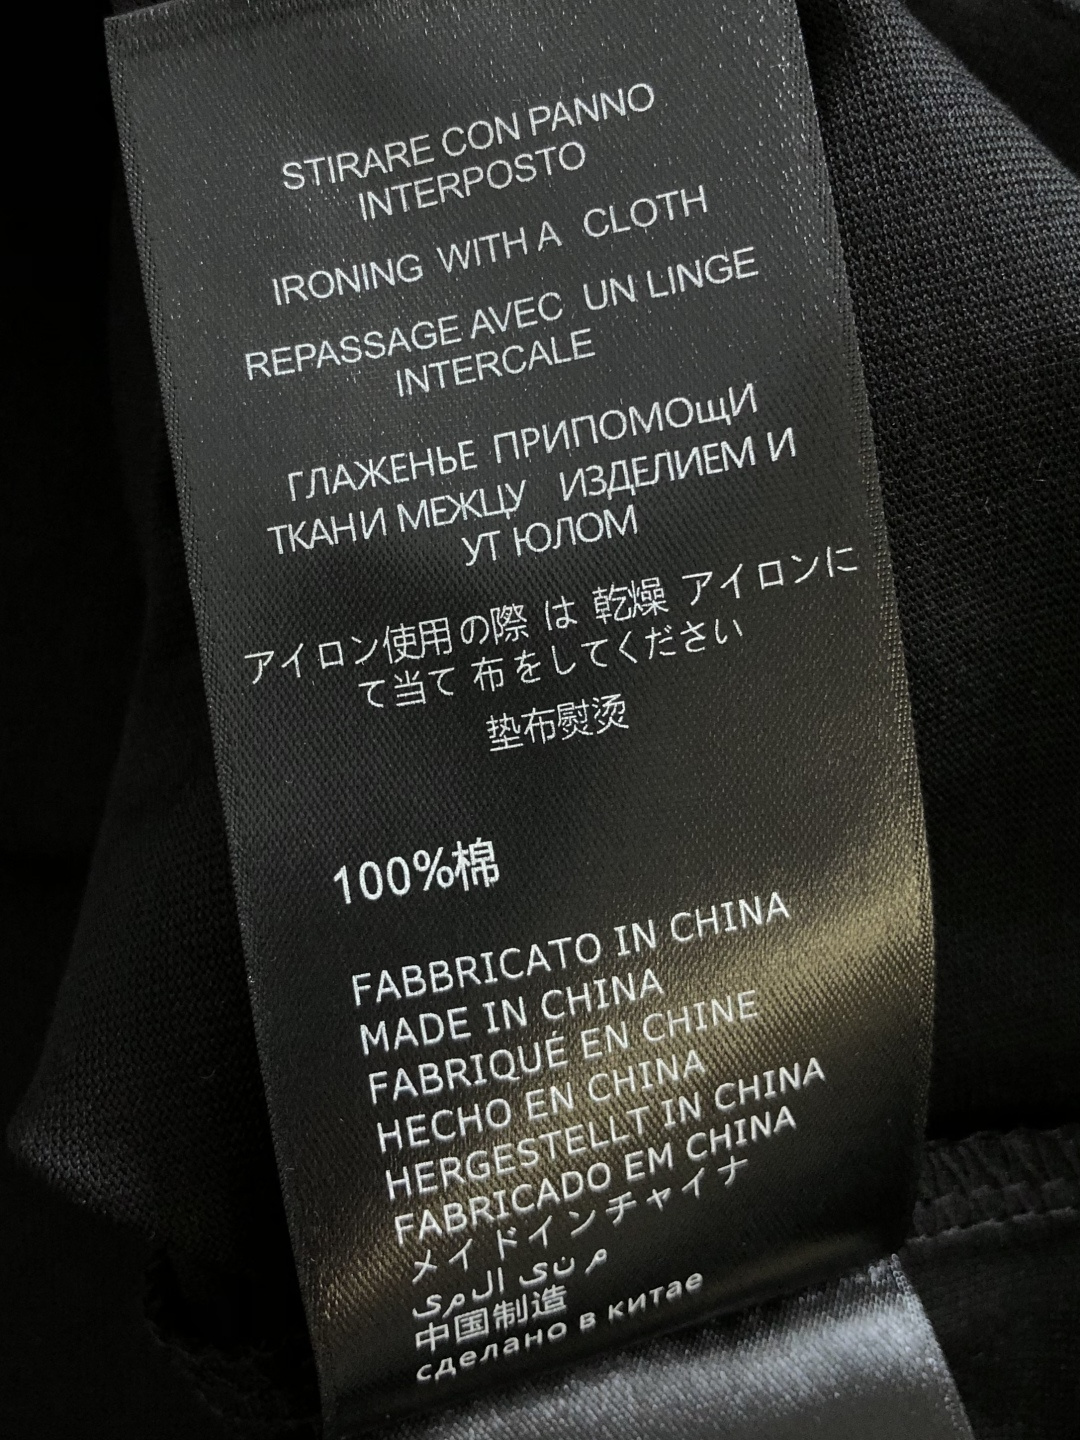 STIRARE CON PANNO
INTERPOSTO
IRONING WITH A CLOTH
REPASSAGE AVEC UN LINGE
INTERCALE
ГЛАЖЕНЬЕ ПРИПОМОщИ
ТКАНИ МЕЖЦУ ИЗДЕЛИЕМ И
УТ ЮЛОМ
アイロン使用の際 は 乾燥 アイロンに
て当て 布をしてください
垫布熨烫
100%棉
FABBRICATO IN CHINA
MADE IN CHINA
FABRIQUÉ EN CHINE
HECHO EN CHINA
HERGESTELLT IN CHINA
FABRICADO EM CHINA
メイドインチャイナ
中国制造
сделано в китае